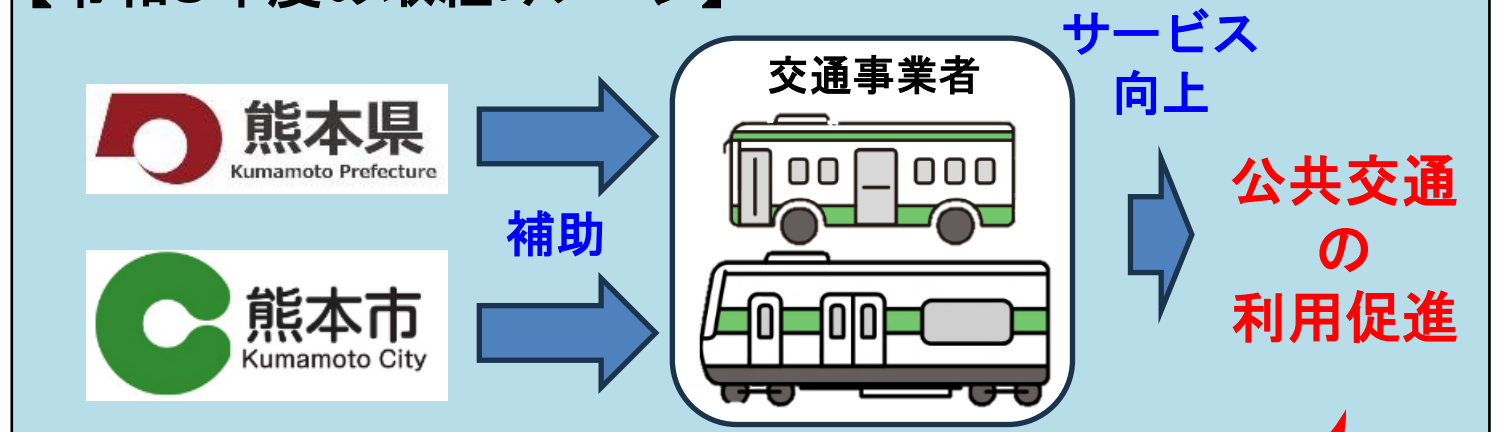 交通事業者
サービス
向上
熊本県
Kumamoto Prefecture
補助
熊本市
Kumamoto City
公共交通
の
利用促進